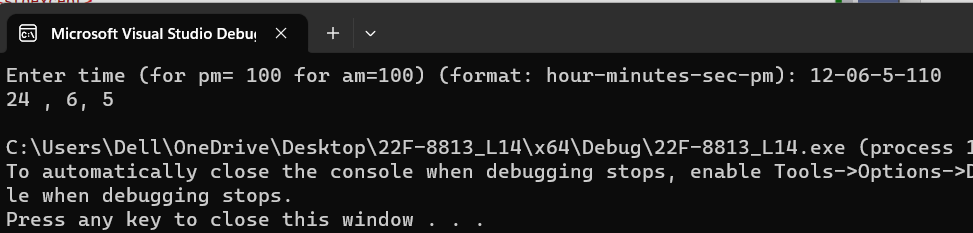 Microsoft Visual Studio Debug
Enter time (for pm= 100 for am=100) (format: hour-minutes-sec-pm): 12-06-5-110
24 , 6, 5
C:\Users\Dell\OneDrive\Desktop\22F-8813_L14\x64\Debug\22F-8813_L14.exe (process 1
To automatically close the console when debugging stops, enable Tools->Options->D
le when debugging stops.
Press any key to close this window . . .